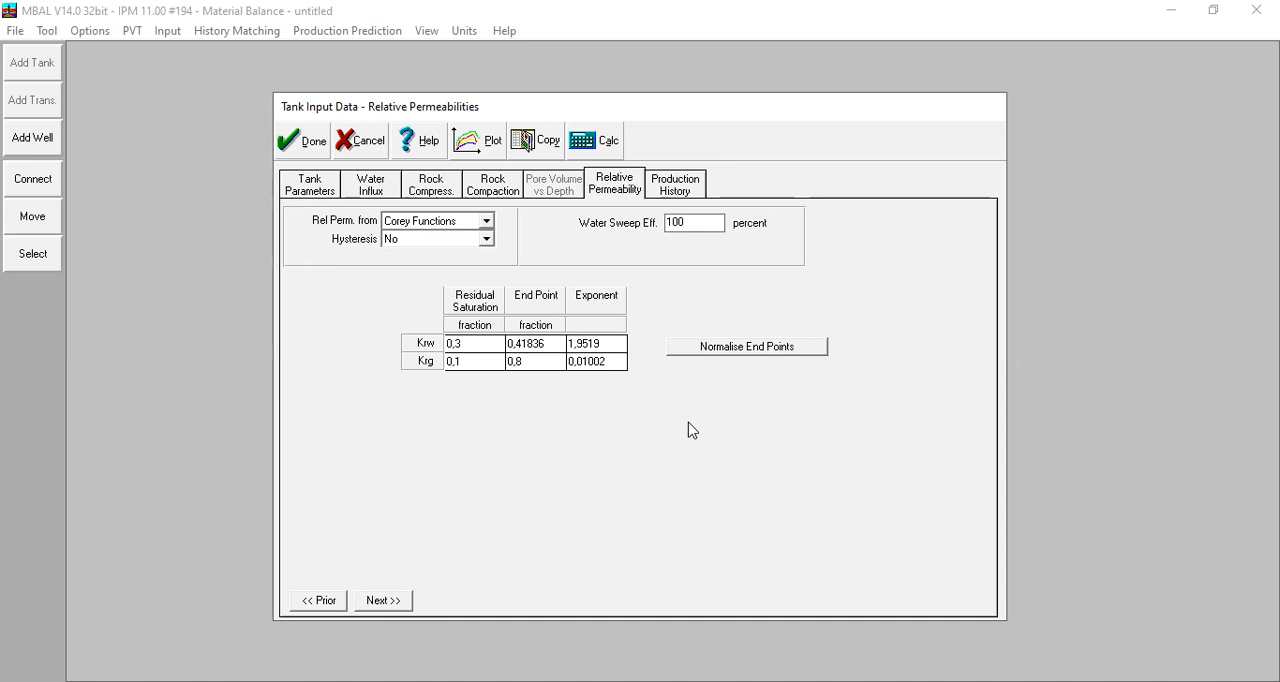 MBAL V14.0 32bit - IPM 11.00 #194 - Material Balance - untitled
File Tool Options PVT Input History Matching Production Prediction View Units Help
Add Tank
Add Trans.
Add Well
Connect
Move
Select
Tank Input Data - Relative Permeabilities
Done Cancel ? Help Plot Copy Calc
Tank Parameters
Water Influx
Rock Compress.
Rock Compaction
Pore Volume vs Depth
Relative Permeability
Production History
Rel Perm. from Corey Functions
Hysteresis No
Water Sweep Eff. 100 percent
Residual Saturation End Point Exponent
fraction fraction
Krw 0,3 0,41836 1,9519
Krg 0,1 0,8 0,01002
Normalise End Points
<< Prior Next >>